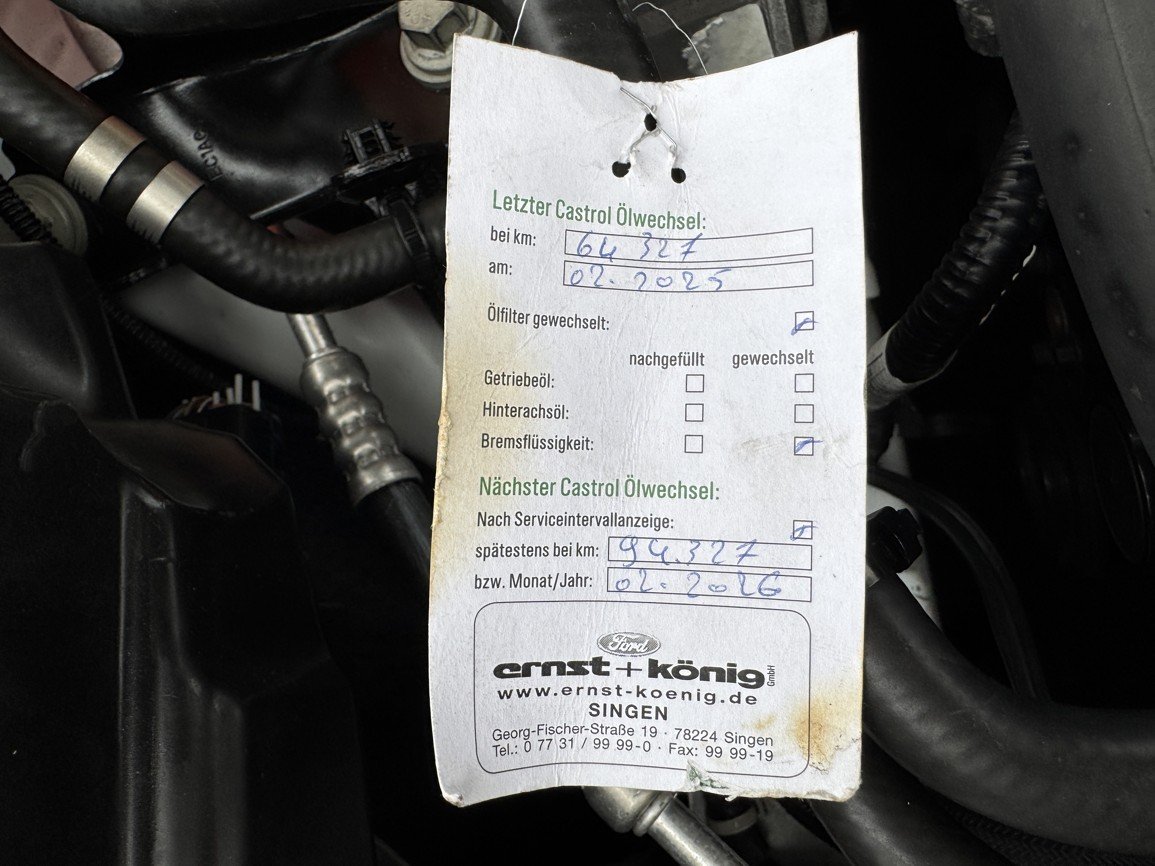 Letzter Castrol Ölwechsel:
bei km: 64 327
am: 02. 2025
Ölfilter gewechselt:
nachgefüllt gewechselt
Getriebeöl:
Hinterachsöl:
Bremsflüssigkeit:
Nächster Castrol Ölwechsel:
Nach Serviceintervallanzeige:
spätestens bei km: 94.327
bzw. Monat/Jahr: 02. 2026
Ford
ernst+könig GmbH
www.ernst-koenig.de
SINGEN
Georg-Fischer-Straße 19 · 78224 Singen
Tel.: 0 77 31 / 99 99-0 · Fax: 99 99-19